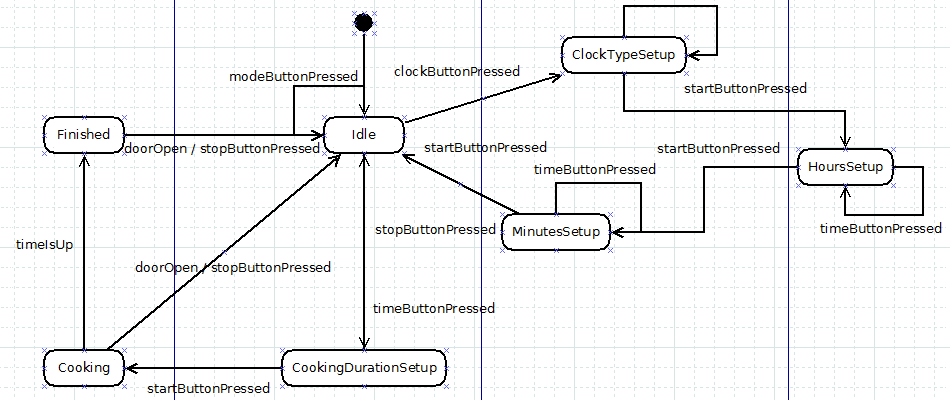 ClockTypeSetup
clockButtonPressed
modeButtonPressed
startButtonPressed
Finished
Idle
doorOpen / stopButtonPressed
startButtonPressed
startButtonPressed
HoursSetup
timeButtonPressed
stopButtonPressed
MinutesSetup
timeButtonPressed
timeIsUp
doorOpen / stopButtonPressed
timeButtonPressed
Cooking
CookingDurationSetup
startButtonPressed